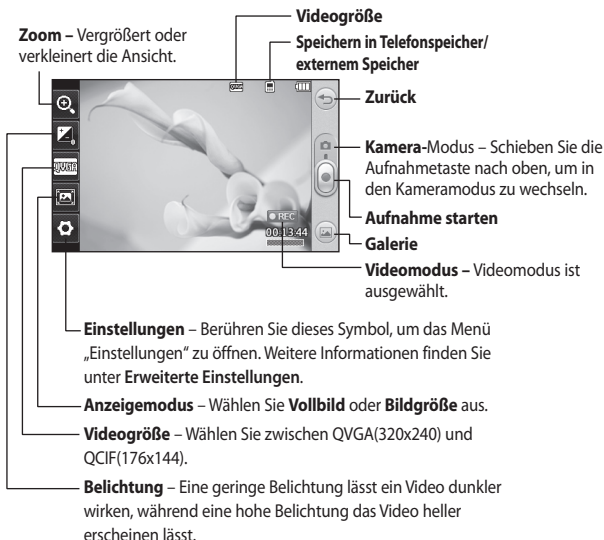 Videogröße
Zoom – Vergrößert oder
verkleinert die Ansicht.
Speichern in Telefonspeicher/
externem Speicher
Zurück
QVGA
Kamera-Modus – Schieben Sie die
Aufnahmetaste nach oben, um in
den Kameramodus zu wechseln.
Aufnahme starten
REC
00:13:44
Galerie
Videomodus – Videomodus ist
ausgewählt.
Einstellungen – Berühren Sie dieses Symbol, um das Menü
„Einstellungen“ zu öffnen. Weitere Informationen finden Sie
unter Erweiterte Einstellungen.
Anzeigemodus – Wählen Sie Vollbild oder Bildgröße aus.
Videogröße – Wählen Sie zwischen QVGA(320x240) und
QCIF(176x144).
Belichtung – Eine geringe Belichtung lässt ein Video dunkler
wirken, während eine hohe Belichtung das Video heller
erscheinen lässt.